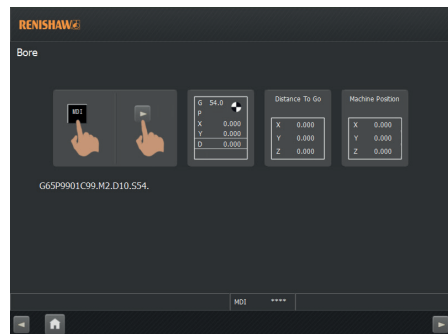 RENISHAW
Bore
MDI
G 54.0
P
X 0.000
Y 0.000
D 0.000
Distance To Go
X 0.000
Y 0.000
Z 0.000
Machine Position
X 0.000
Y 0.000
Z 0.000
G65P9901C99.M2.D10.S54.
MDI ****